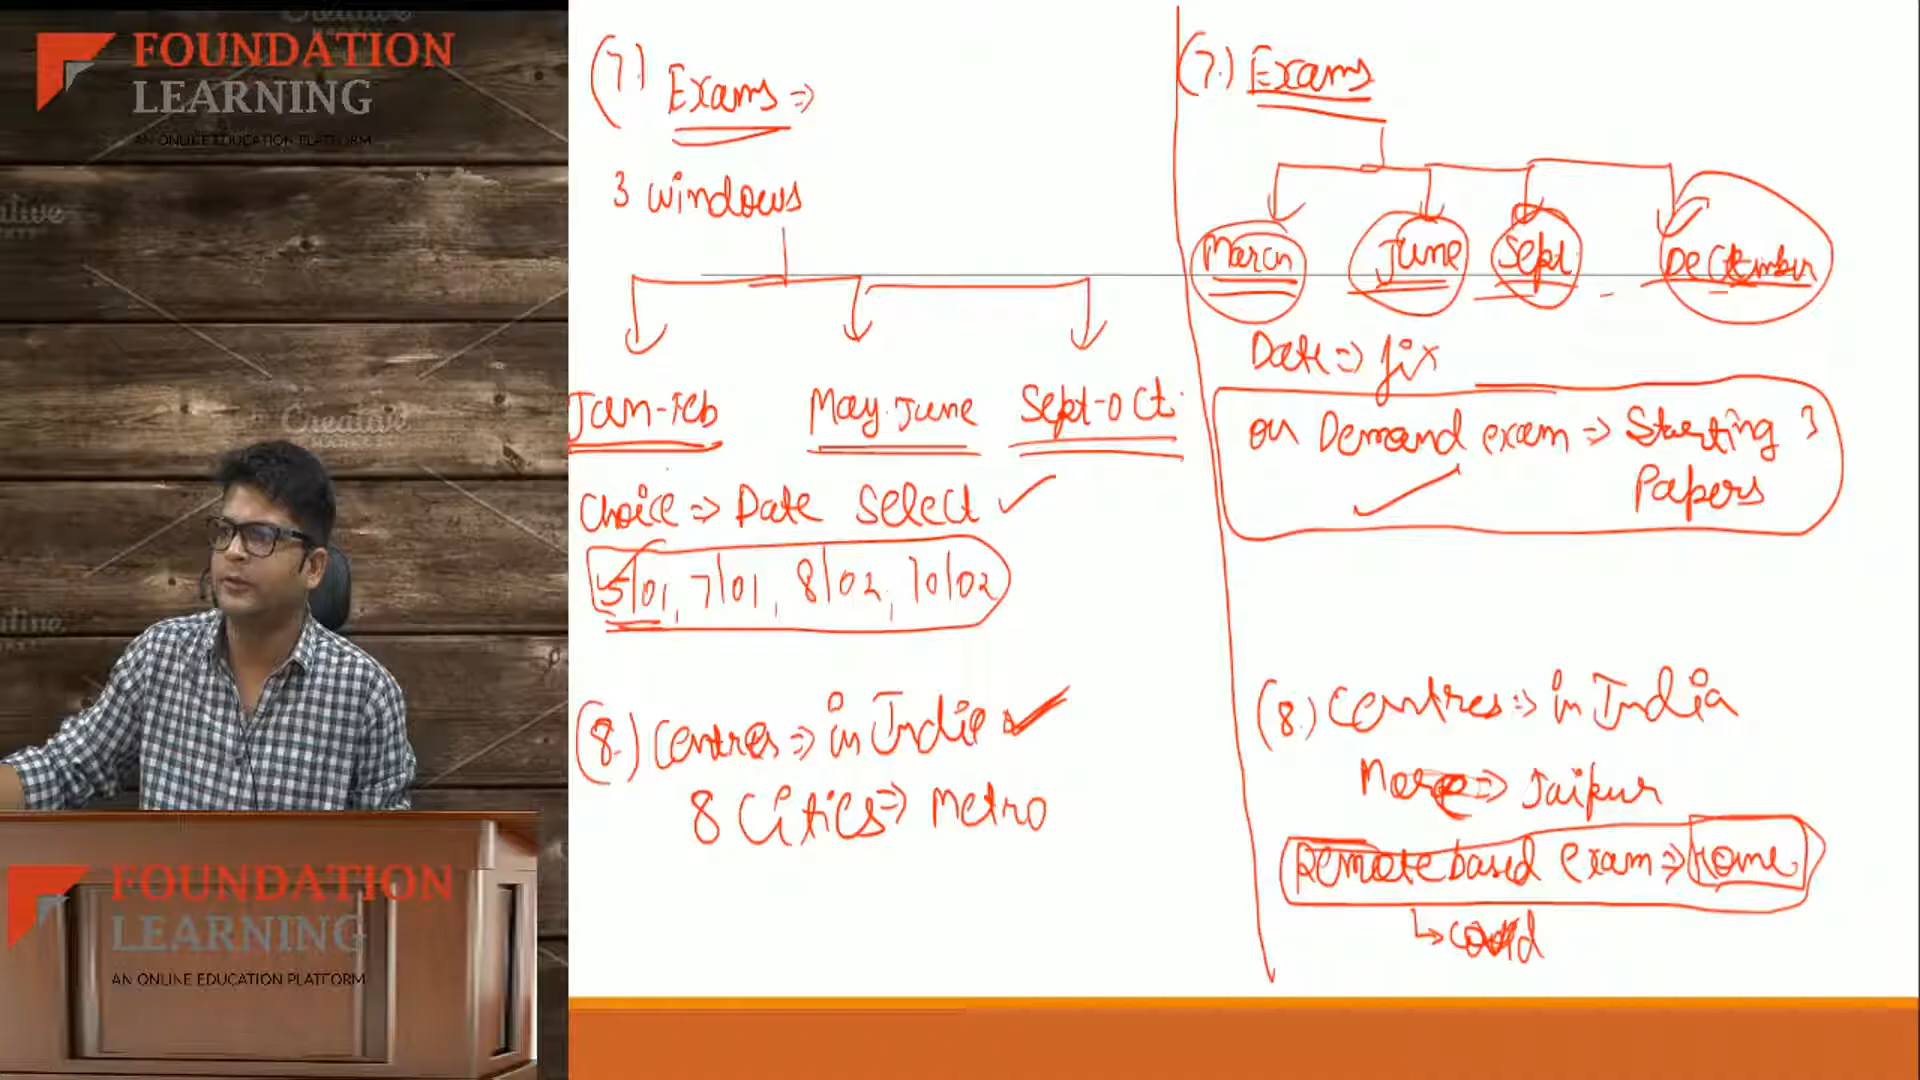 FOUNDATION
LEARNING
AN ONLINE EDUCATION PLATFORM
(7) Exams ⇒
3 windows
Jan-Feb May-June Sept-Oct.
Choice ⇒ Date Select ✓
5/01, 7/01, 8/02, 10/02
(8.) Centres ⇒ in India ✓
8 Cities ⇒ Metro
(7.) Exams
March June Sept December
Date ⇒ fix
on Demand exam ⇒ Starting 3
Papers
(8.) Centres ⇒ in India
More ⇒ Jaipur
Remote based exam ⇒ Home
↳ covid
FOUNDATION
LEARNING
AN ONLINE EDUCATION PLATFORM